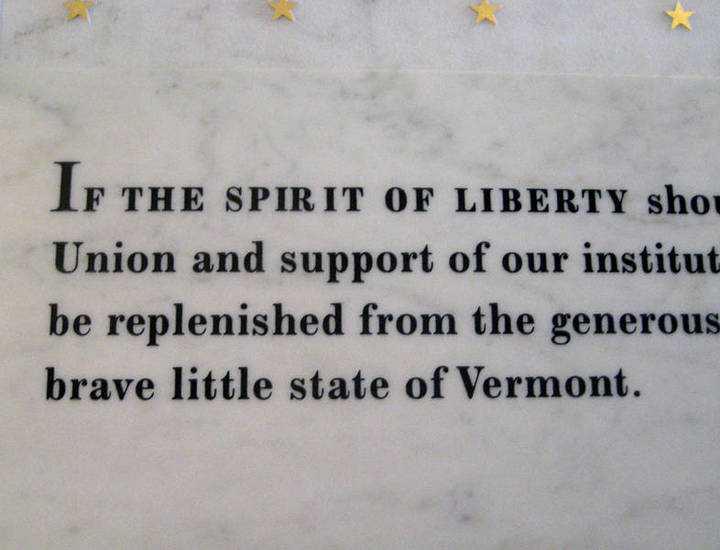 IF THE SPIRIT OF LIBERTY shou
Union and support of our institut
be replenished from the generous
brave little state of Vermont.